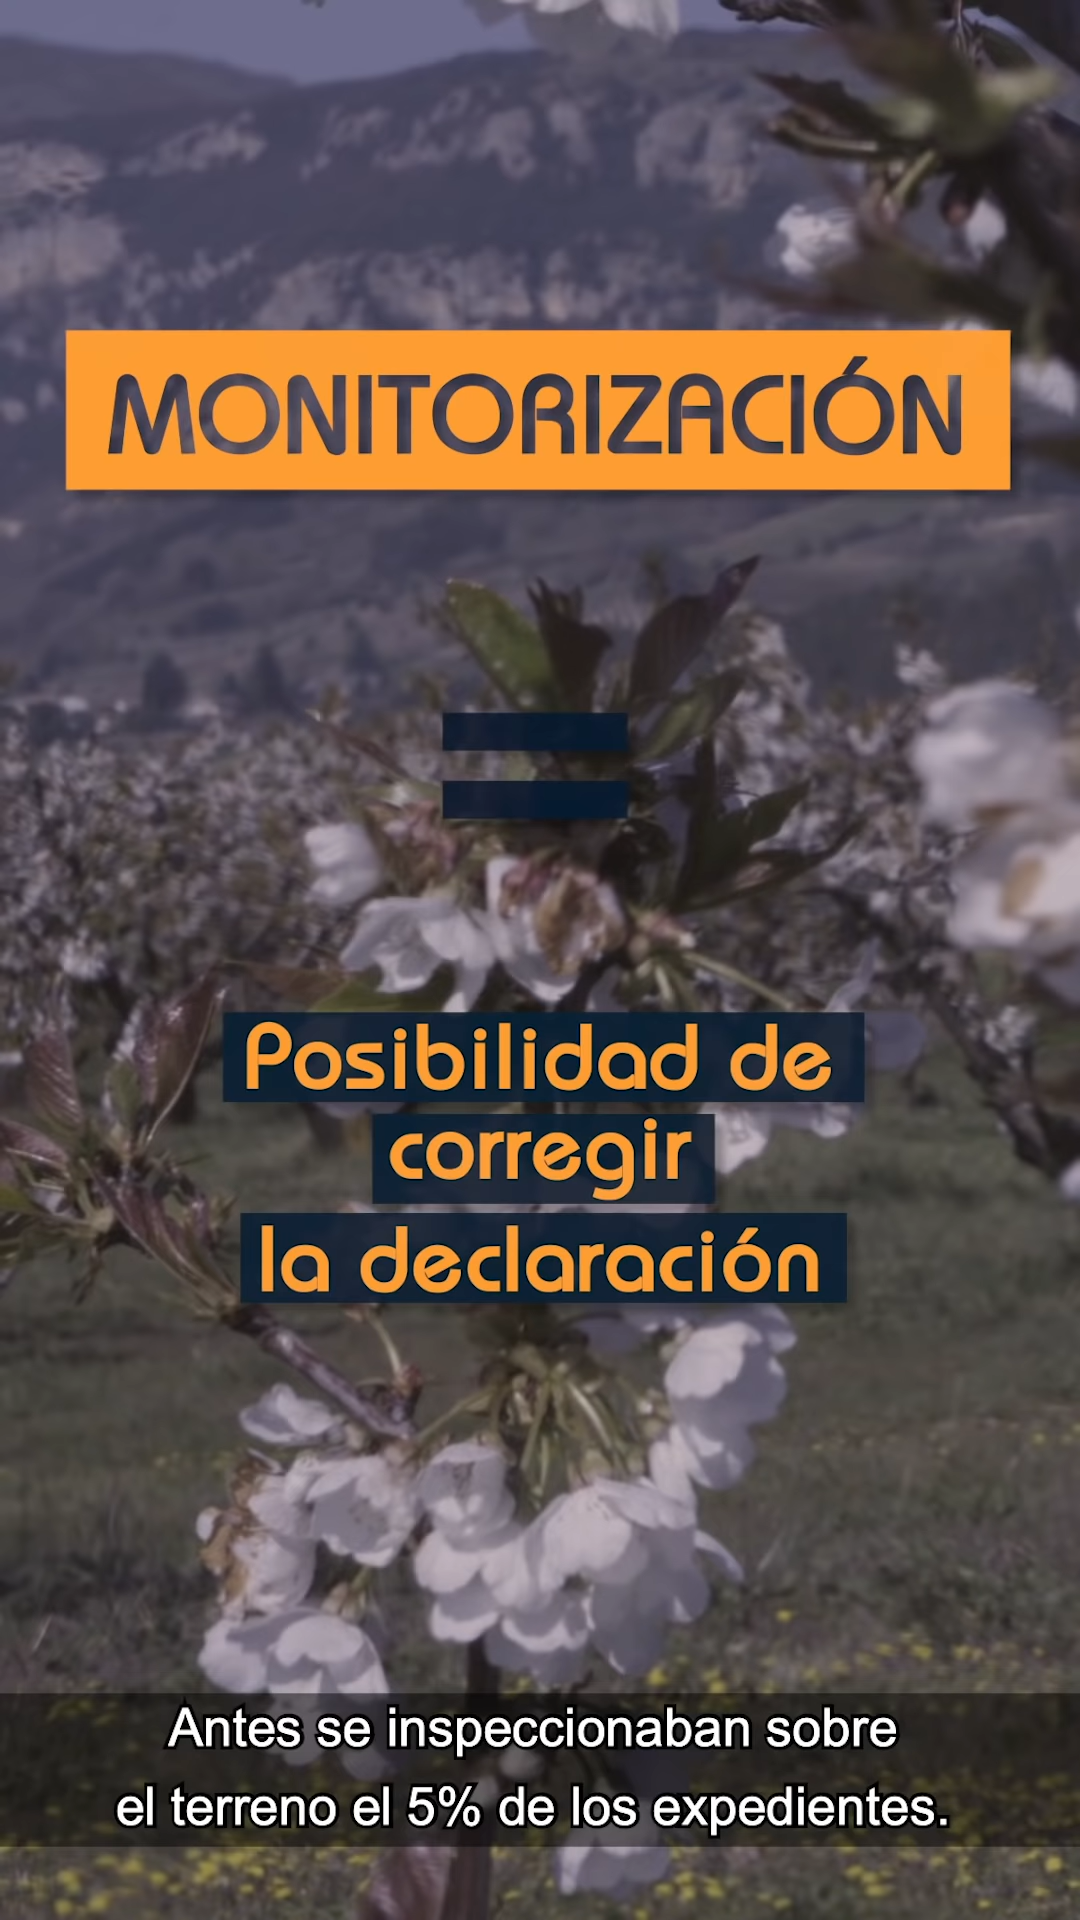 MONITORIZACIÓN
=
Posibilidad de
corregir
la declaración
Antes se inspeccionaban sobre
el terreno el 5% de los expedientes.